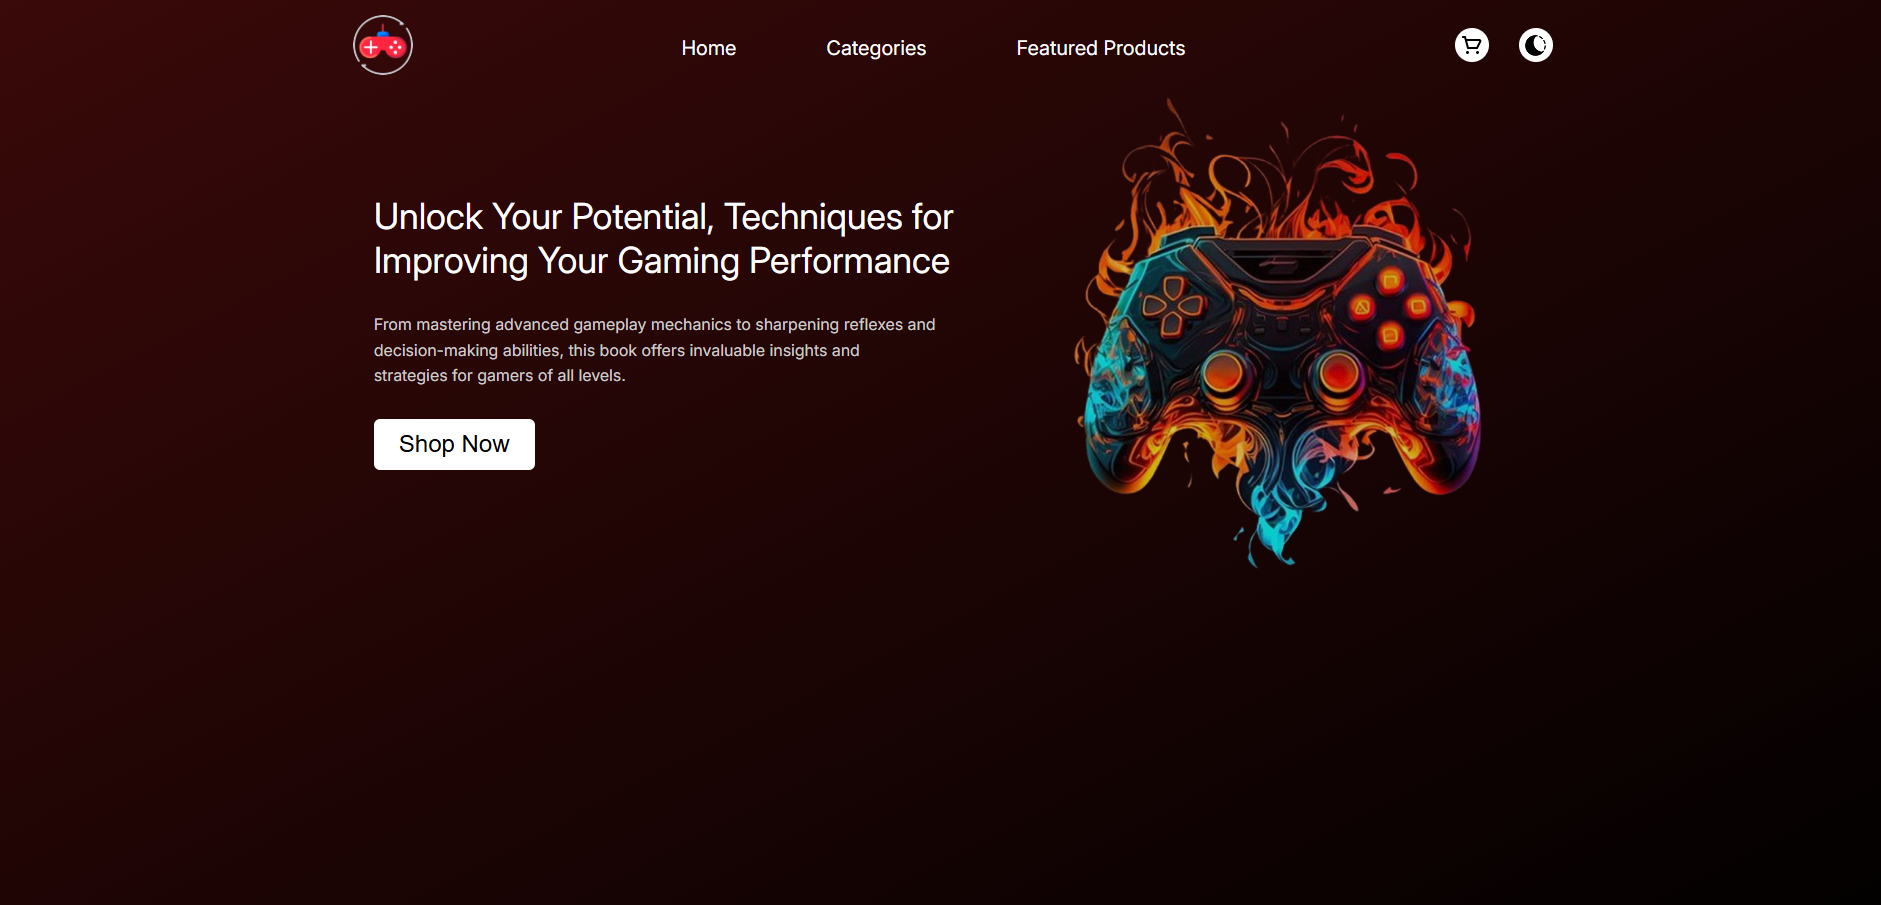 Home
Categories
Featured Products
Unlock Your Potential, Techniques for
Improving Your Gaming Performance
From mastering advanced gameplay mechanics to sharpening reflexes and
decision-making abilities, this book offers invaluable insights and
strategies for gamers of all levels.
Shop Now